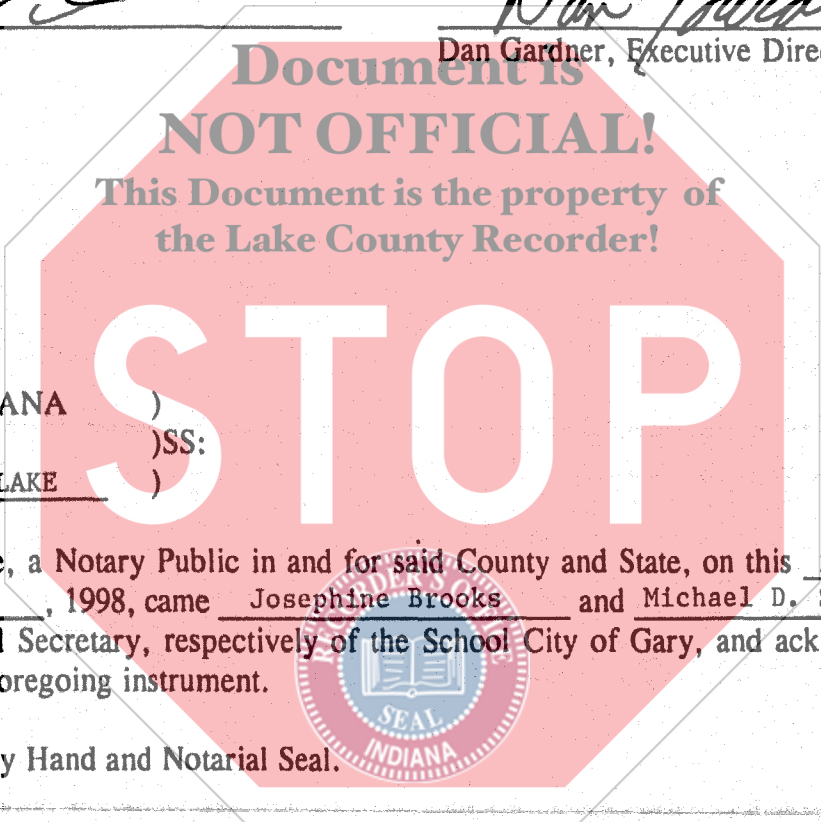 Dan Gardner, Executive Dire
Document is
NOT OFFICIAL!
This Document is the property of
the Lake County Recorder!
STOP
ANA )
)SS:
LAKE )
e, a Notary Public in and for said County and State, on this
, 1998, came Josephine Brooks and Michael D.
l Secretary, respectively of the School City of Gary, and ack
oregoing instrument.
y Hand and Notarial Seal.
RECORDER'S OFFICE
SEAL
INDIANA